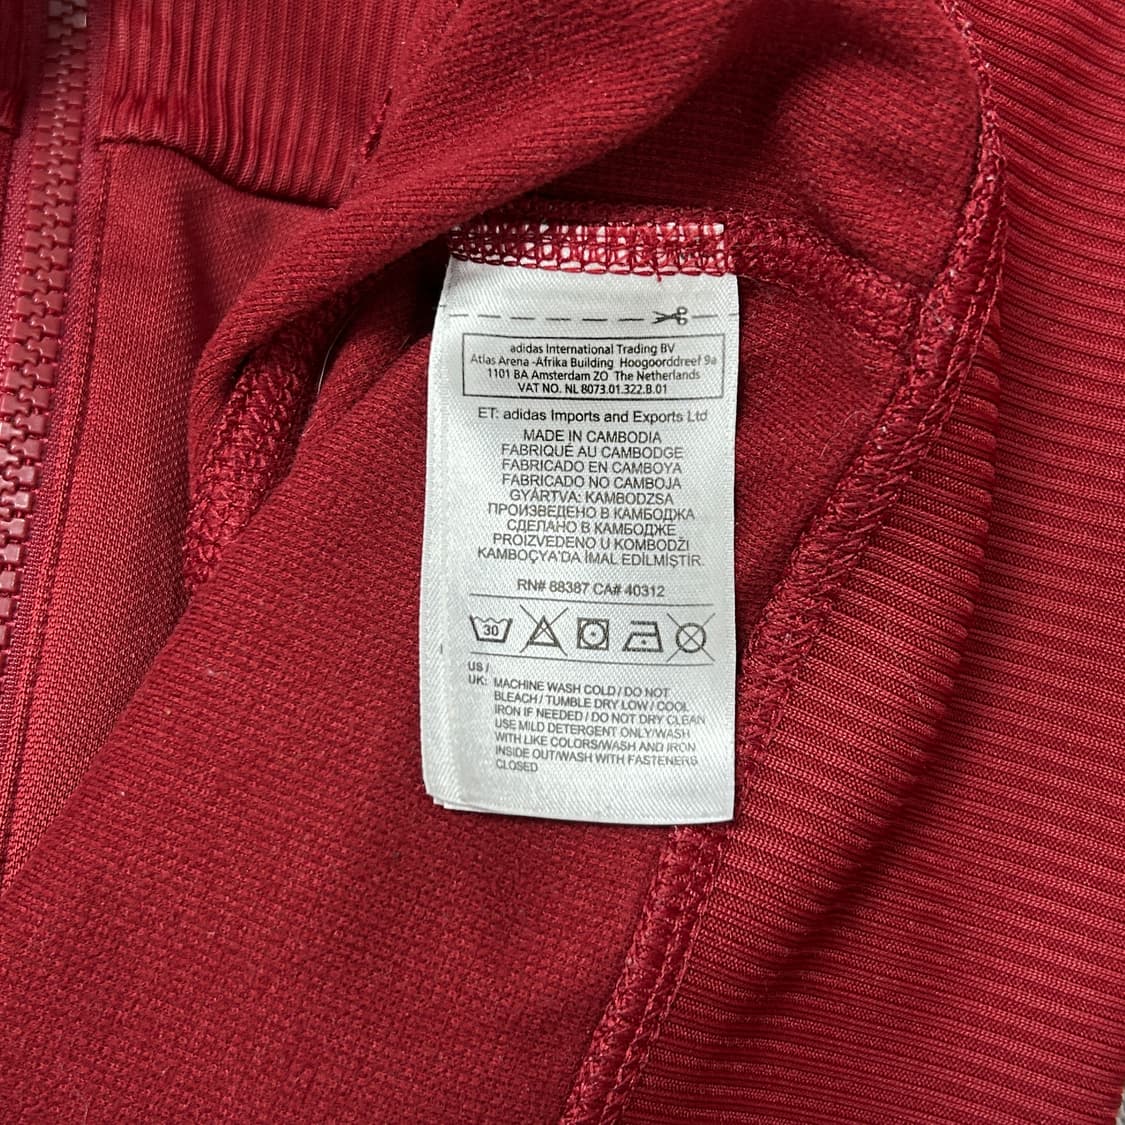 adidas International Trading BV
Atlas Arena -Afrika Building Hoogoorddreef 9a
1101 BA Amsterdam ZO The Netherlands
VAT NO. NL 8073.01.322.B.01
ET: adidas Imports and Exports Ltd
MADE IN CAMBODIA
FABRIQUÉ AU CAMBODGE
FABRICADO EN CAMBOYA
FABRICADO NO CAMBOJA
GYÁRTVA: KAMBODZSA
ПРОИЗВЕДЕНО В КАМБОДЖА
СДЕЛАНО В КАМБОДЖЕ
PROIZVEDENO U KOMBODŽI
KAMBOÇYA'DA İMAL EDİLMİŞTİR.
RN# 88387 CA# 40312
30
US /
UK: MACHINE WASH COLD / DO NOT
BLEACH / TUMBLE DRY LOW / COOL
IRON IF NEEDED / DO NOT DRY CLEAN
USE MILD DETERGENT ONLY/WASH
WITH LIKE COLORS/WASH AND IRON
INSIDE OUT/WASH WITH FASTENERS
CLOSED